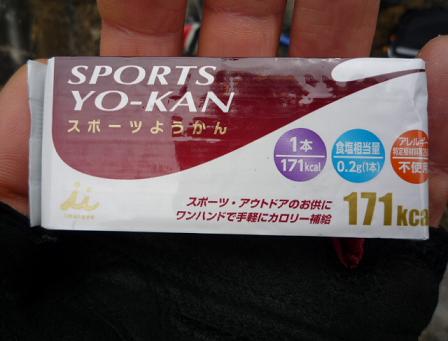 SPORTS
YO-KAN
スポーツようかん
1本
171kcal
食塩相当量
0.2g(1本)
アレルギー
不使用
スポーツ・アウトドアのお供に
ワンハンドで手軽にカロリー補給
171kca